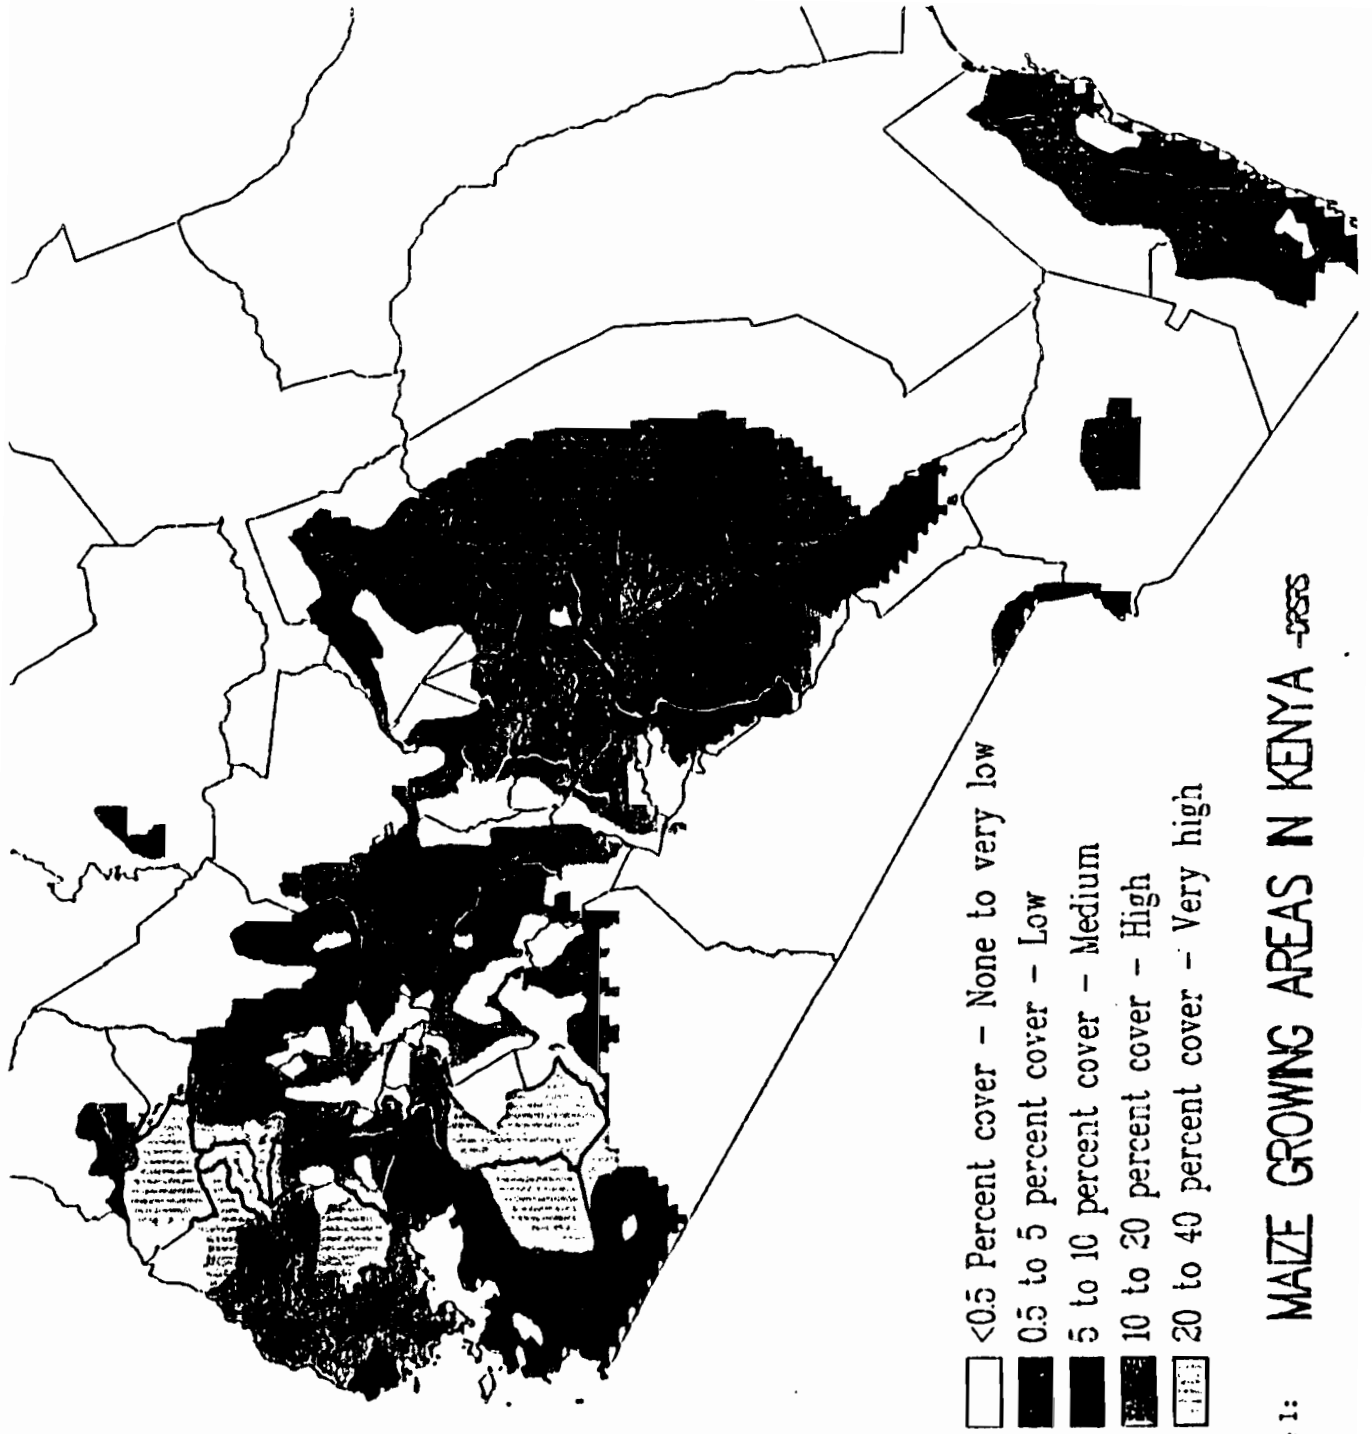 <0.5 Percent cover - None to very low
0.5 to 5 percent cover - Low
5 to 10 percent cover - Medium
10 to 20 percent cover - High
20 to 40 percent cover - Very high
1: MAIZE GROWING AREAS IN KENYA -DRSRS